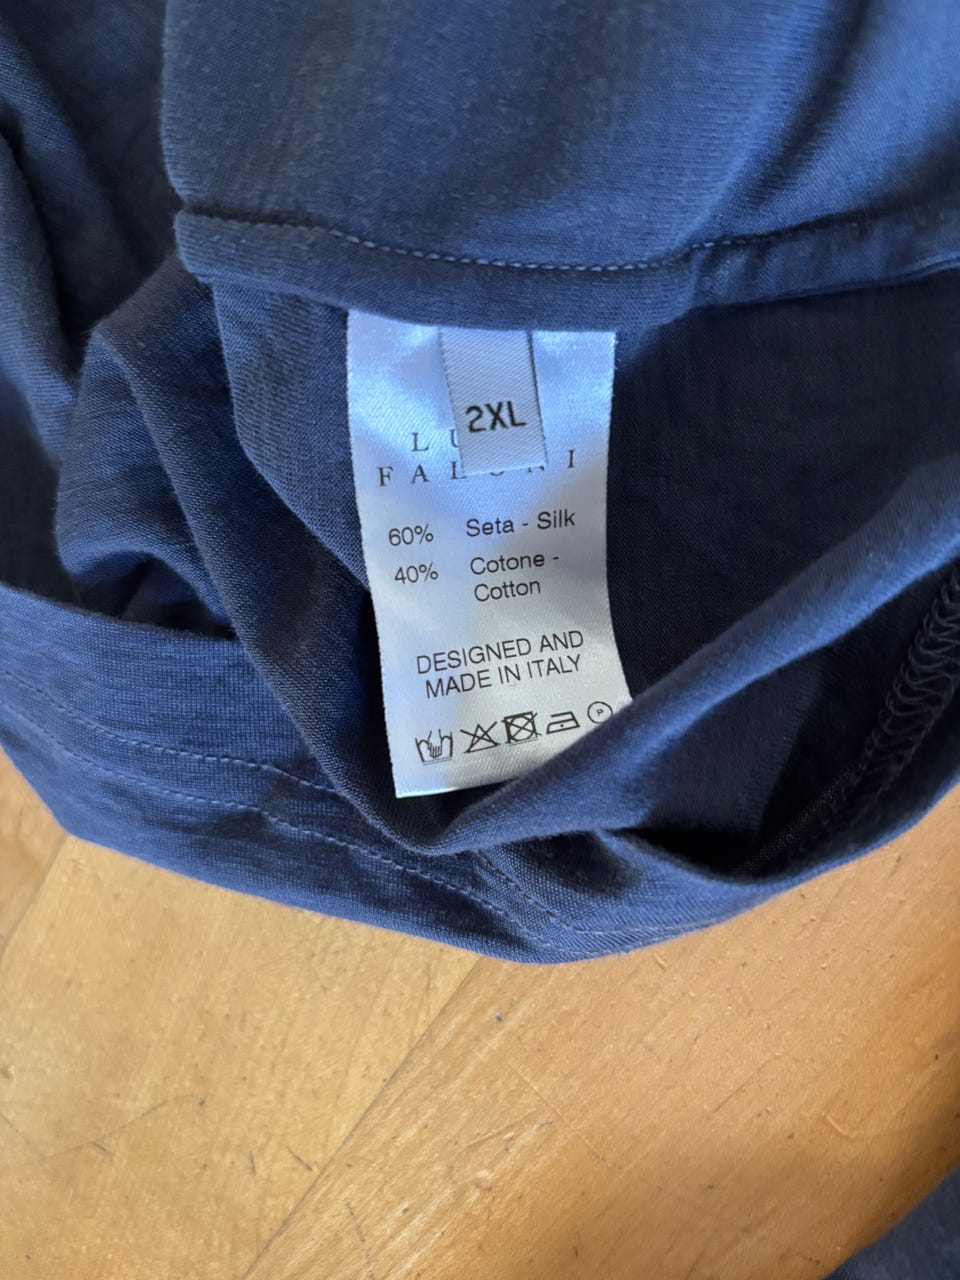 2XL
L U
F A L O N I
60% Seta - Silk
40% Cotone -
Cotton
DESIGNED AND
MADE IN ITALY
P